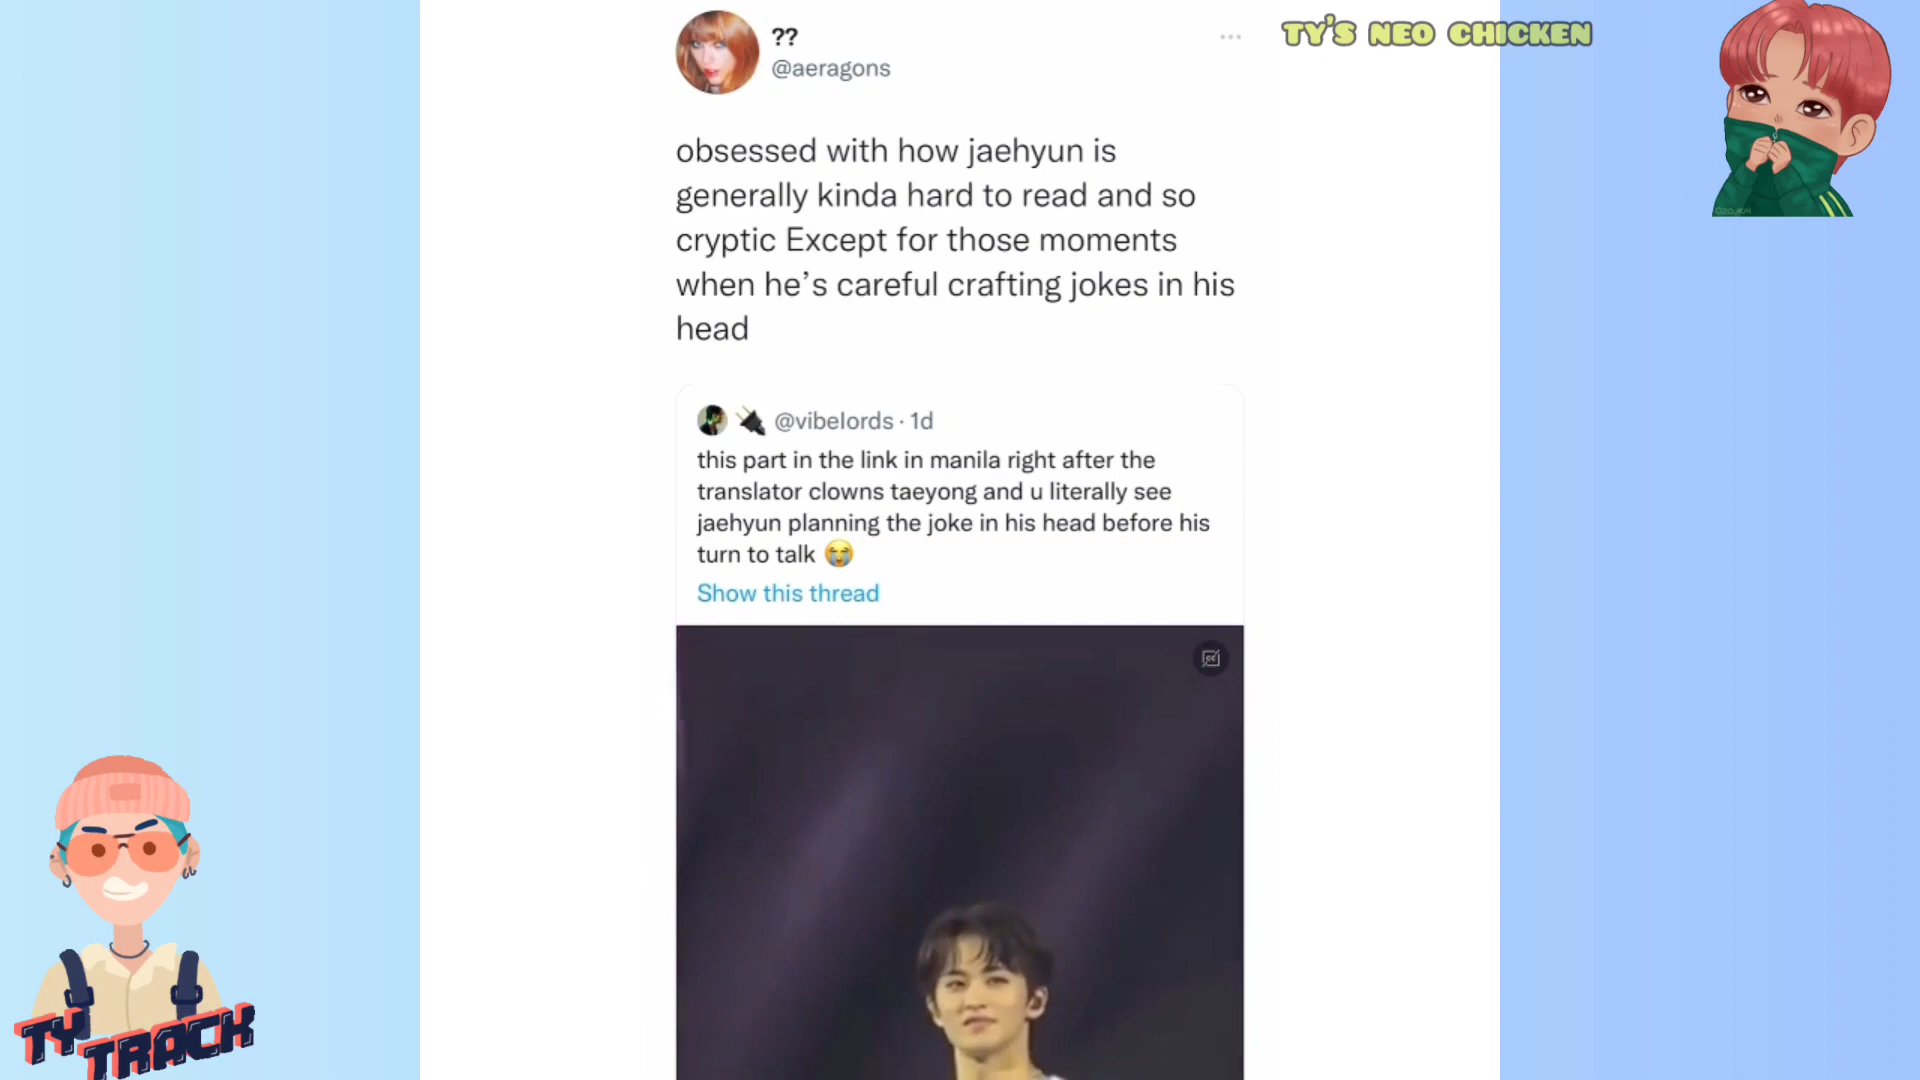 ??
@aeragons
TY'S NEO CHICKEN
obsessed with how jaehyun is
generally kinda hard to read and so
cryptic Except for those moments
when he’s careful crafting jokes in his
head
@vibelords · 1d
this part in the link in manila right after the
translator clowns taeyong and u literally see
jaehyun planning the joke in his head before his
turn to talk 😭
Show this thread
TY
TRACK